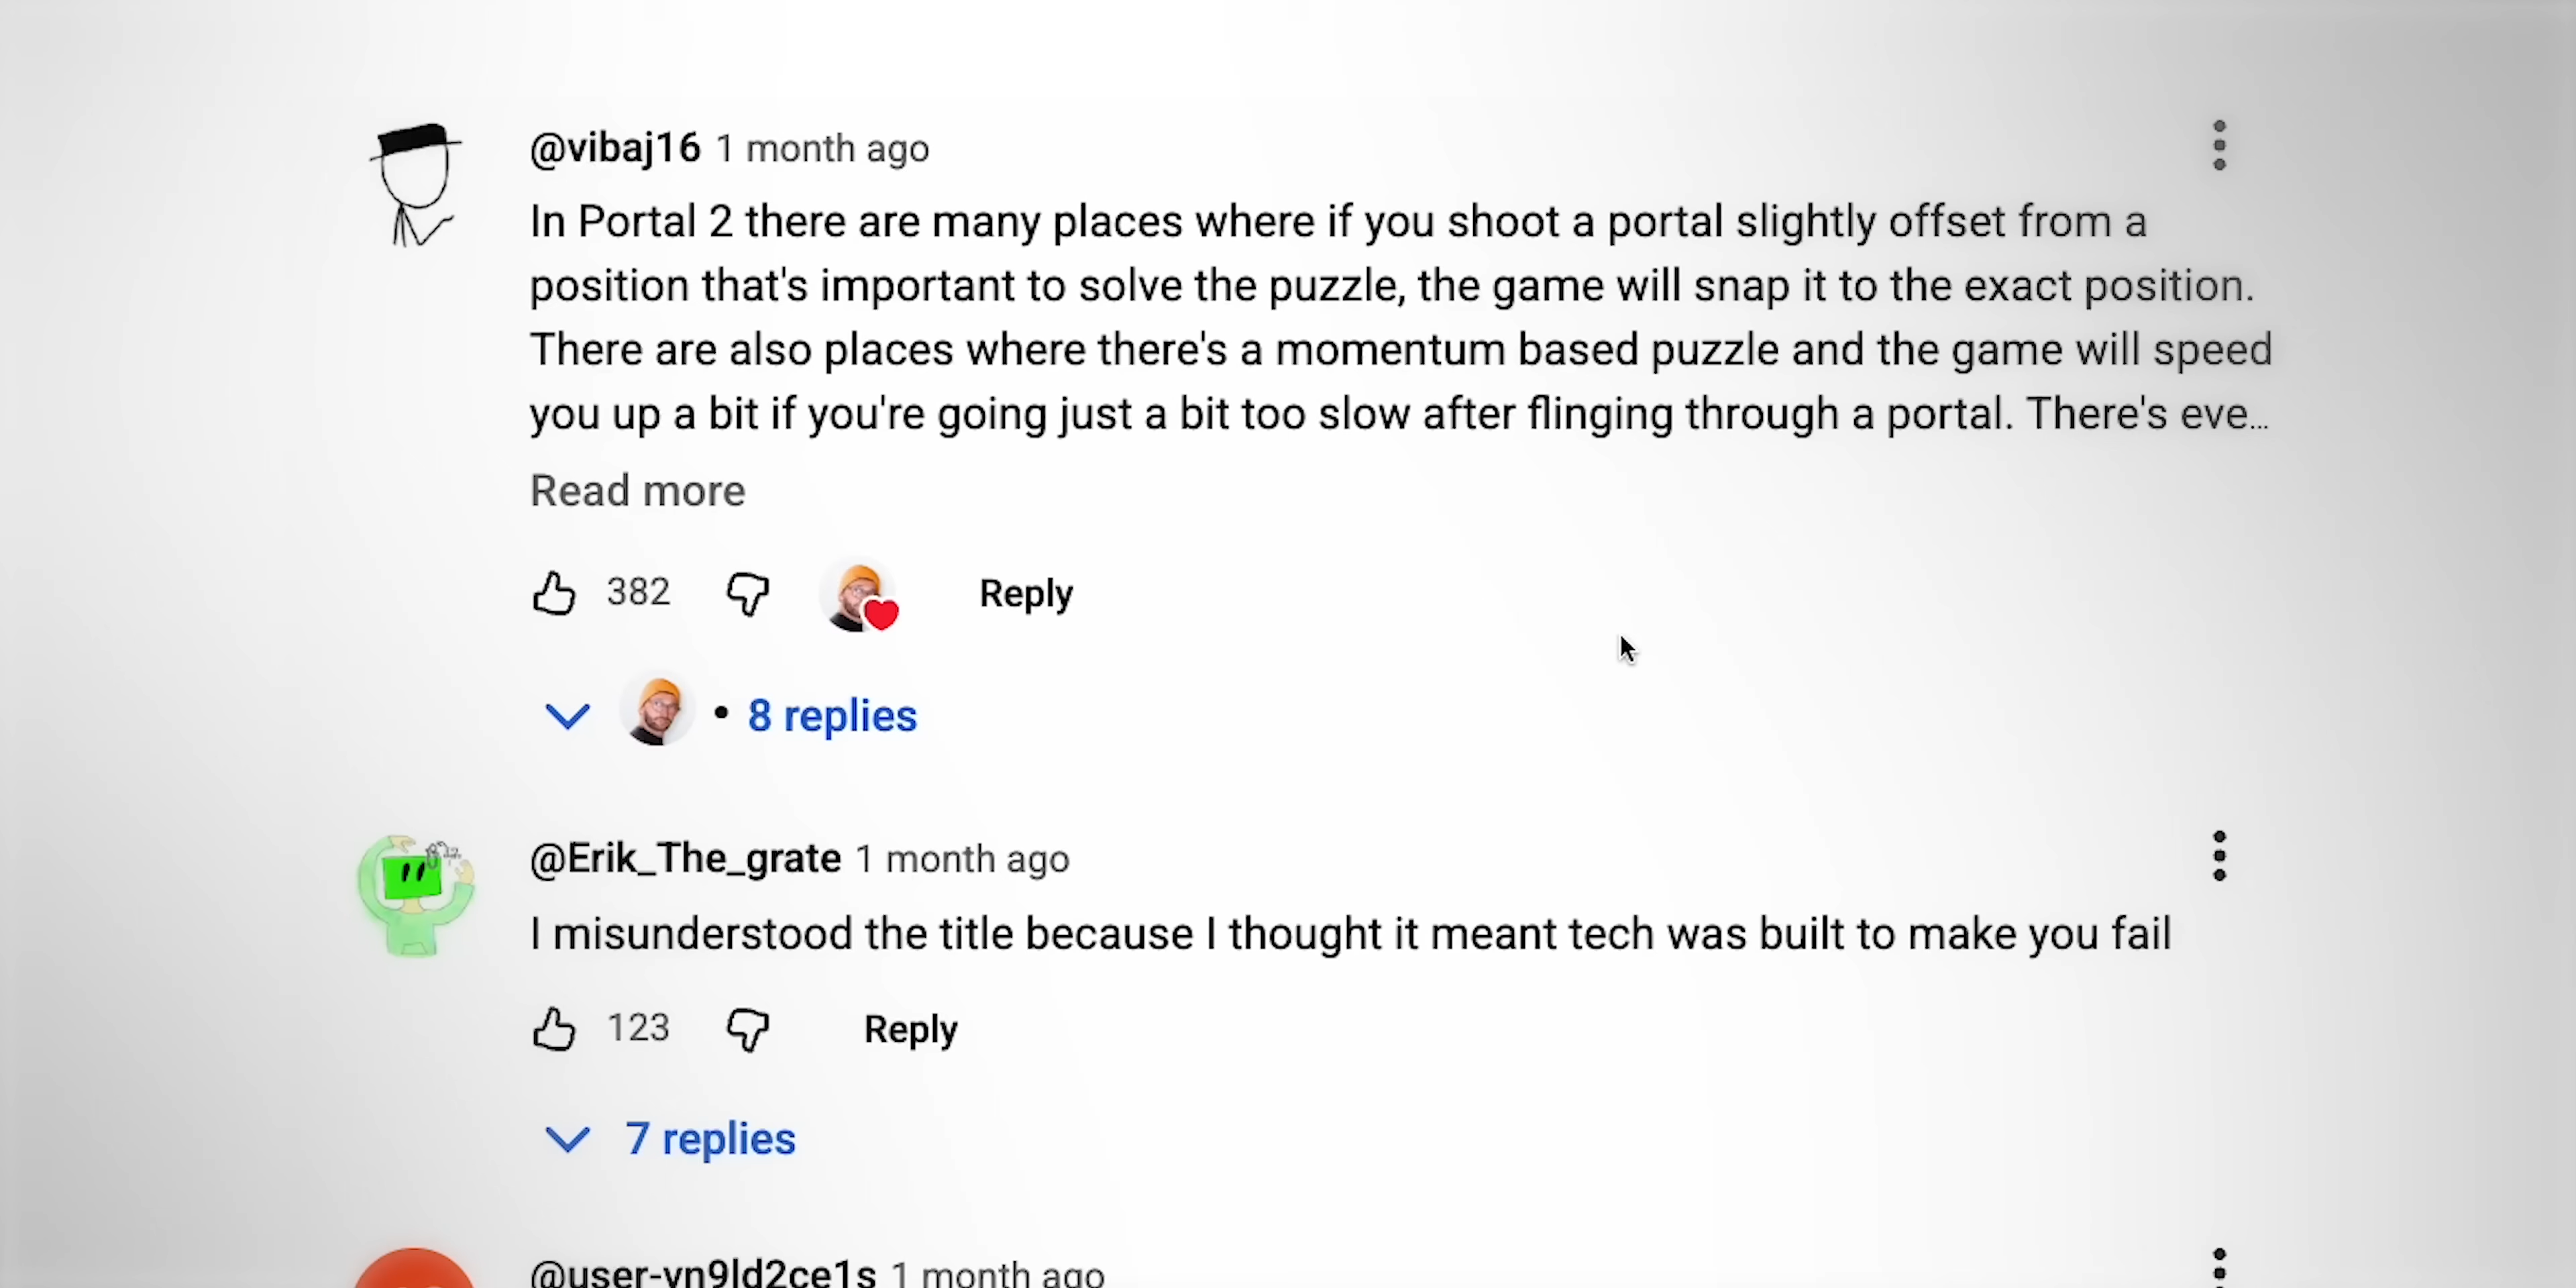 @vibaj16 1 month ago
In Portal 2 there are many places where if you shoot a portal slightly offset from a
position that's important to solve the puzzle, the game will snap it to the exact position.
There are also places where there's a momentum based puzzle and the game will speed
you up a bit if you're going just a bit too slow after flinging through a portal. There's eve…
Read more
382 Reply
• 8 replies
@Erik_The_grate 1 month ago
I misunderstood the title because I thought it meant tech was built to make you fail
123 Reply
7 replies
@user-vn9ld2ce1s 1 month ago